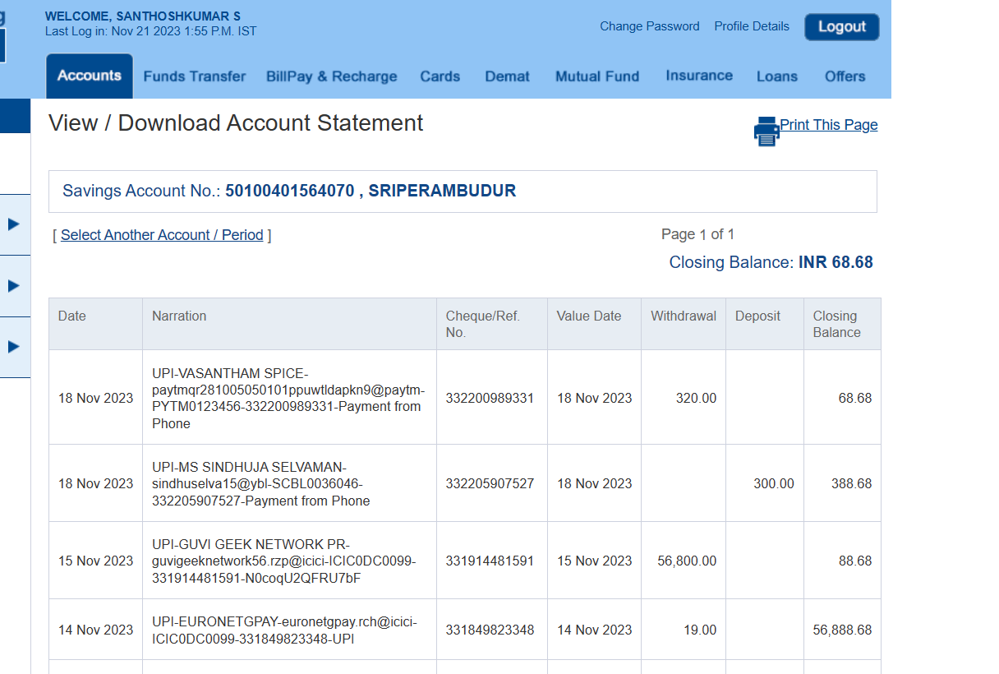 WELCOME, SANTHOSHKUMAR S
Last Log in: Nov 21 2023 1:55 P.M. IST
Change Password Profile Details Logout
Accounts Funds Transfer BillPay & Recharge Cards Demat Mutual Fund Insurance Loans Offers
View / Download Account Statement
Print This Page
Savings Account No.: 50100401564070 , SRIPERAMBUDUR
[ Select Another Account / Period ]
Page 1 of 1
Closing Balance: INR 68.68
Date Narration Cheque/Ref. No. Value Date Withdrawal Deposit Closing Balance
18 Nov 2023 UPI-VASANTHAM SPICE-
paytmqr281005050101ppuwtldapkn9@paytm-
PYTM0123456-332200989331-Payment from
Phone 332200989331 18 Nov 2023 320.00 68.68
18 Nov 2023 UPI-MS SINDHUJA SELVAMAN-
sindhuselva15@ybl-SCBL0036046-
332205907527-Payment from Phone 332205907527 18 Nov 2023 300.00 388.68
15 Nov 2023 UPI-GUVI GEEK NETWORK PR-
guvigeeknetwork56.rzp@icici-ICIC0DC0099-
331914481591-N0coqU2QFRU7bF 331914481591 15 Nov 2023 56,800.00 88.68
14 Nov 2023 UPI-EURONETGPAY-euronetgpay.rch@icici-
ICIC0DC0099-331849823348-UPI 331849823348 14 Nov 2023 19.00 56,888.68